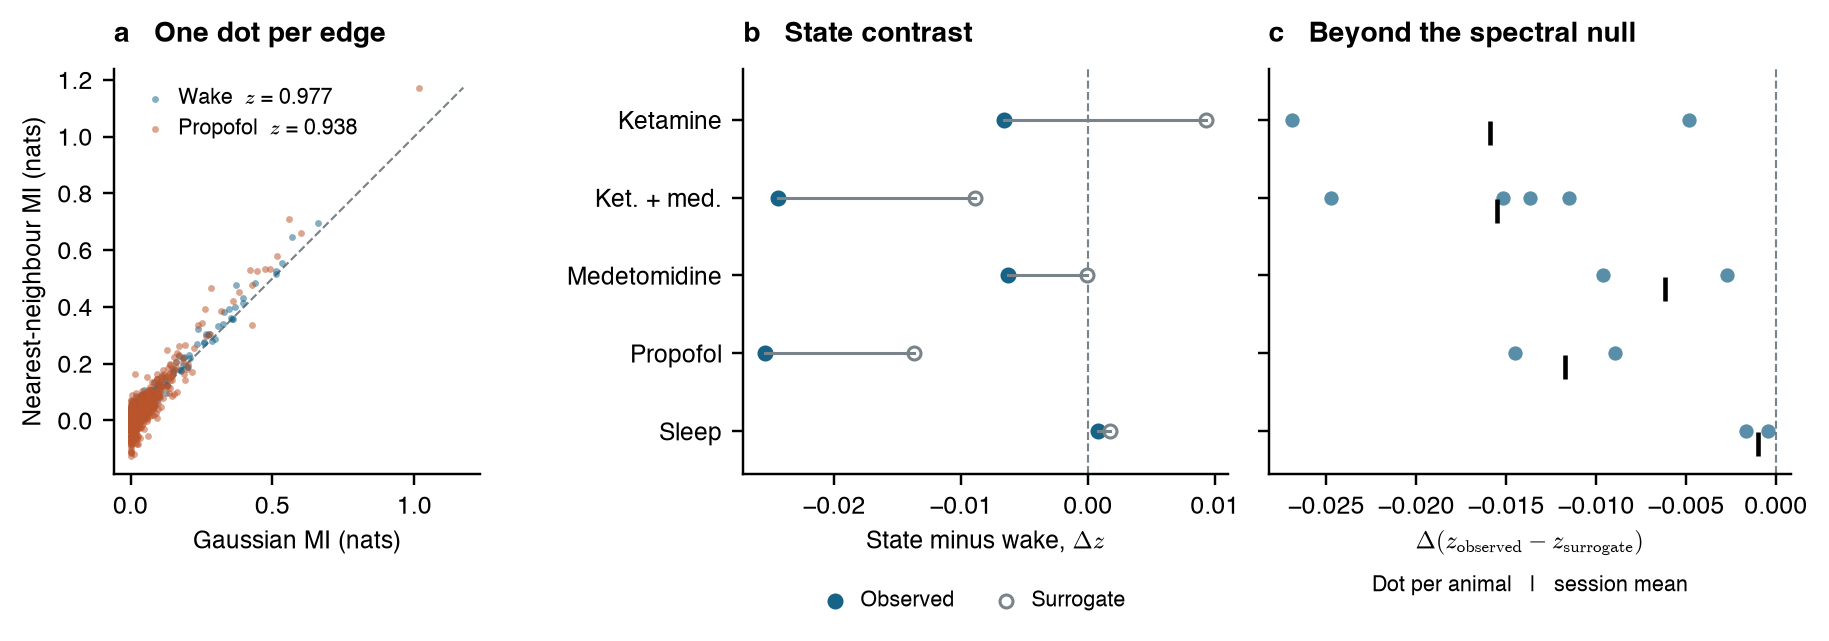 a One dot per edge
Nearest-neighbour MI (nats)
1.2
1.0
0.8
0.6
0.4
0.2
0.0
Wake z = 0.977
Propofol z = 0.938
0.0 0.5 1.0
Gaussian MI (nats)
b State contrast
Ketamine
Ket. + med.
Medetomidine
Propofol
Sleep
−0.02 −0.01 0.00 0.01
State minus wake, Δz
Observed Surrogate
c Beyond the spectral null
−0.025 −0.020 −0.015 −0.010 −0.005 0.000
Δ(zobserved − zsurrogate)
Dot per animal | session mean